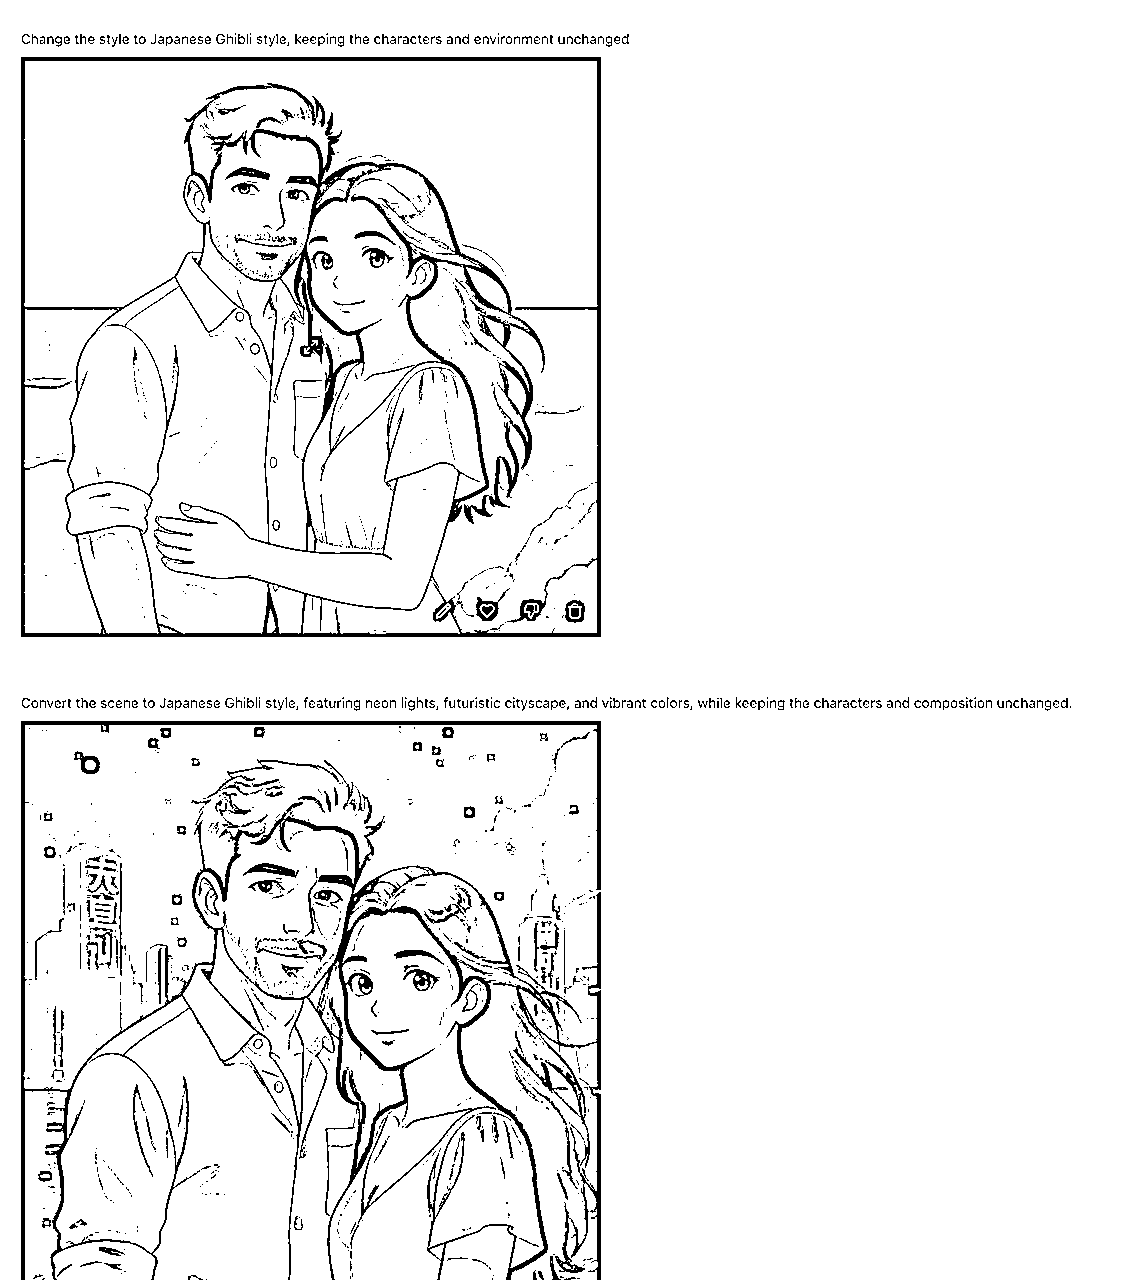 Change the style to Japanese Ghibli style, keeping the characters and environment unchanged
Convert the scene to Japanese Ghibli style, featuring neon lights, futuristic cityscape, and vibrant colors, while keeping the characters and composition unchanged.